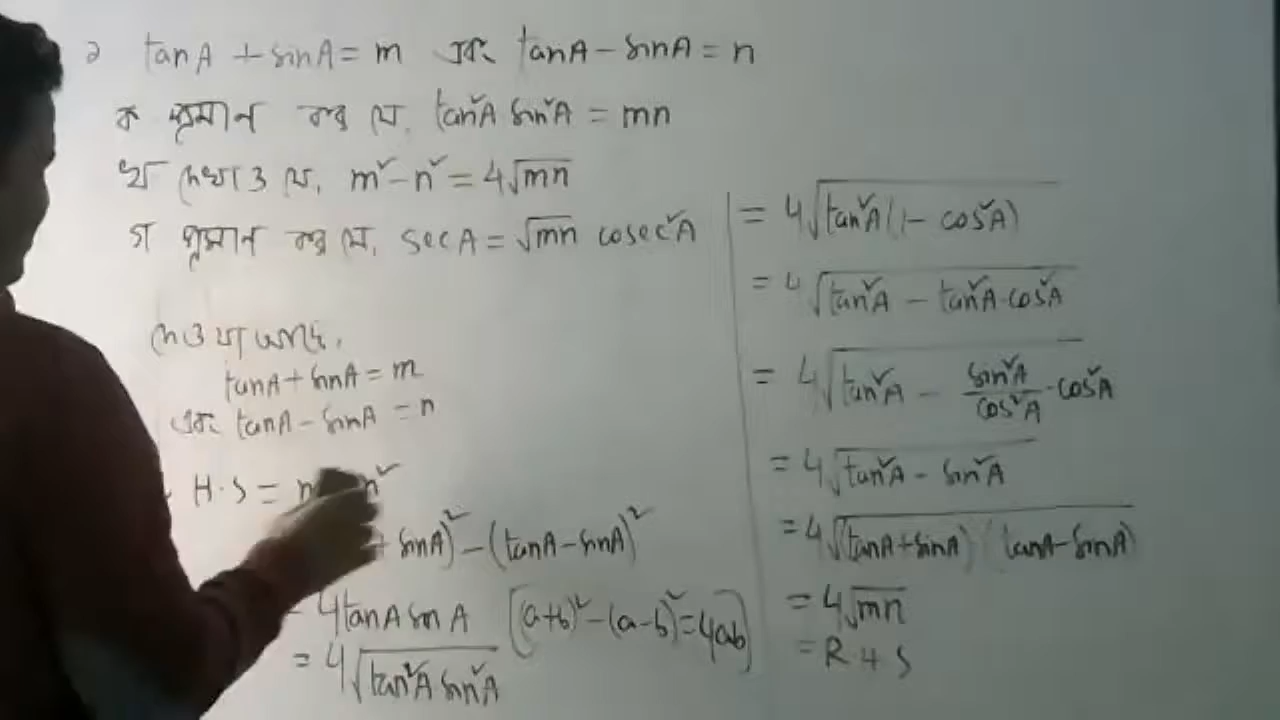 ২ tanA + sinA = m এবং tanA - sinA = n
ক প্রমান কর যে, tan²A sin²A = mn
খ দেখাও যে, m² - n² = 4√mn
গ প্রমান কর যে, secA = √mn cosec²A
দেওয়া আছে,
tanA + sinA = m
এবং tanA - sinA = n
H.S =
sinA)² - (tanA - sinA)²
4tanA sinA [(a+b)² - (a-b)² = 4ab]
= 4√tan²A sin²A
= 4√tan²A(1 - cos²A)
= 4√tan²A - tan²A·cos²A
= 4√tan²A - sin²A/cos²A·cos²A
= 4√tan²A - sin²A
= 4√(tanA+sinA) (tanA-sinA)
= 4√mn
= R H S